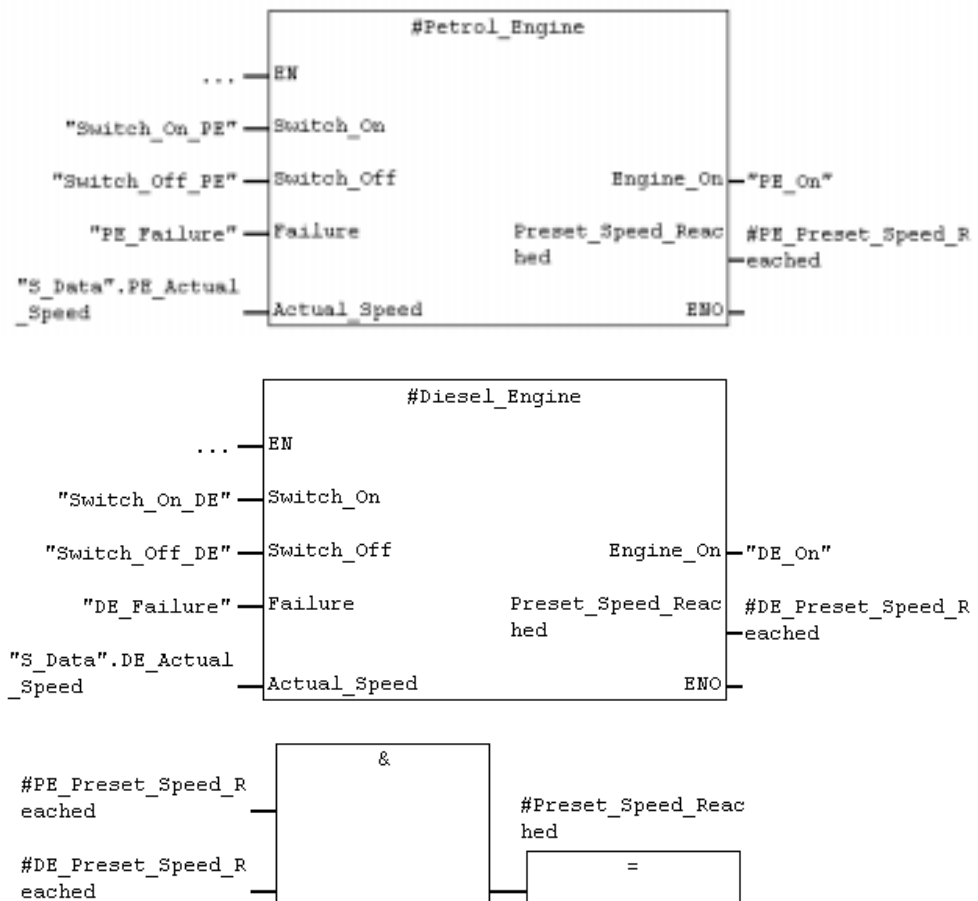 #Petrol_Engine
... EN
"Switch_On_PE" Switch_On
"Switch_Off_PE" Switch_Off Engine_On "PE_On"
"PE_Failure" Failure Preset_Speed_Reac #PE_Preset_Speed_R
hed eached
"S_Data".PE_Actual
_Speed Actual_Speed ENO
#Diesel_Engine
... EN
"Switch_On_DE" Switch_On
"Switch_Off_DE" Switch_Off Engine_On "DE_On"
"DE_Failure" Failure Preset_Speed_Reac #DE_Preset_Speed_R
hed eached
"S_Data".DE_Actual
_Speed Actual_Speed ENO
&
#PE_Preset_Speed_R
eached
#Preset_Speed_Reac
hed
#DE_Preset_Speed_R
eached
=